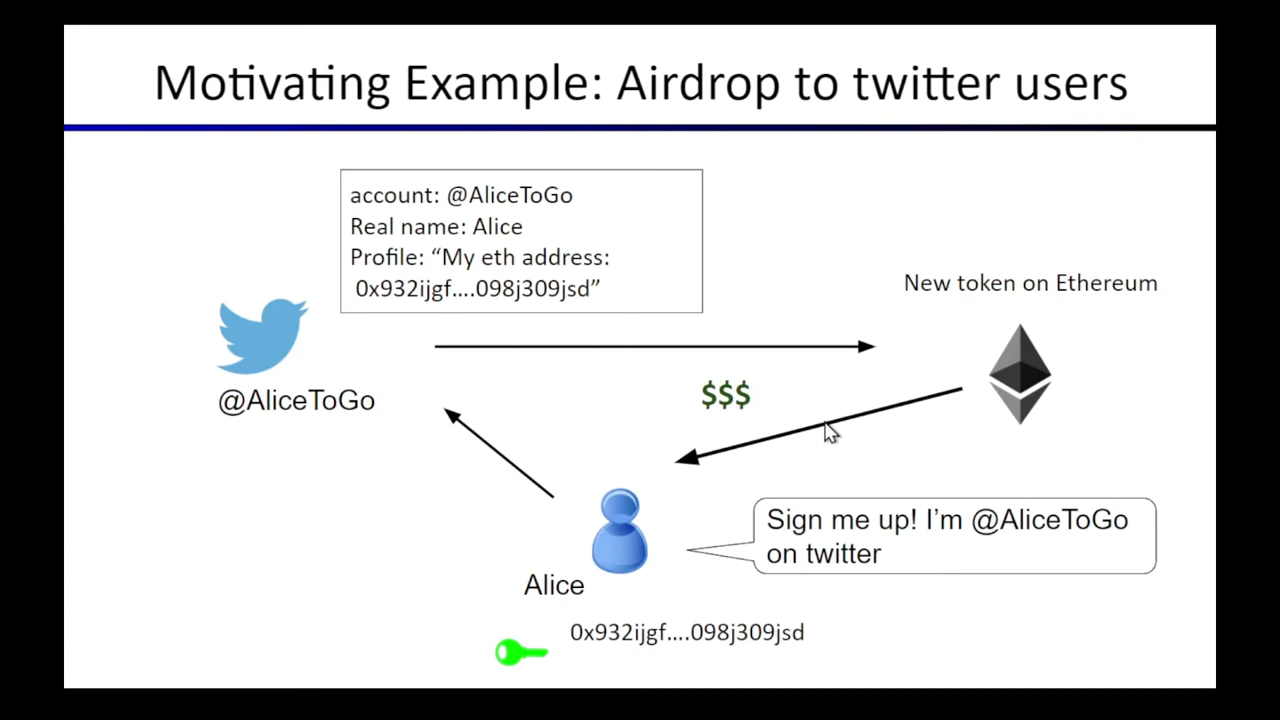 Motivating Example: Airdrop to twitter users
account: @AliceToGo
Real name: Alice
Profile: “My eth address:
0x932ijgf....098j309jsd”
New token on Ethereum
@AliceToGo
$$$
Sign me up! I’m @AliceToGo
on twitter
Alice
0x932ijgf....098j309jsd